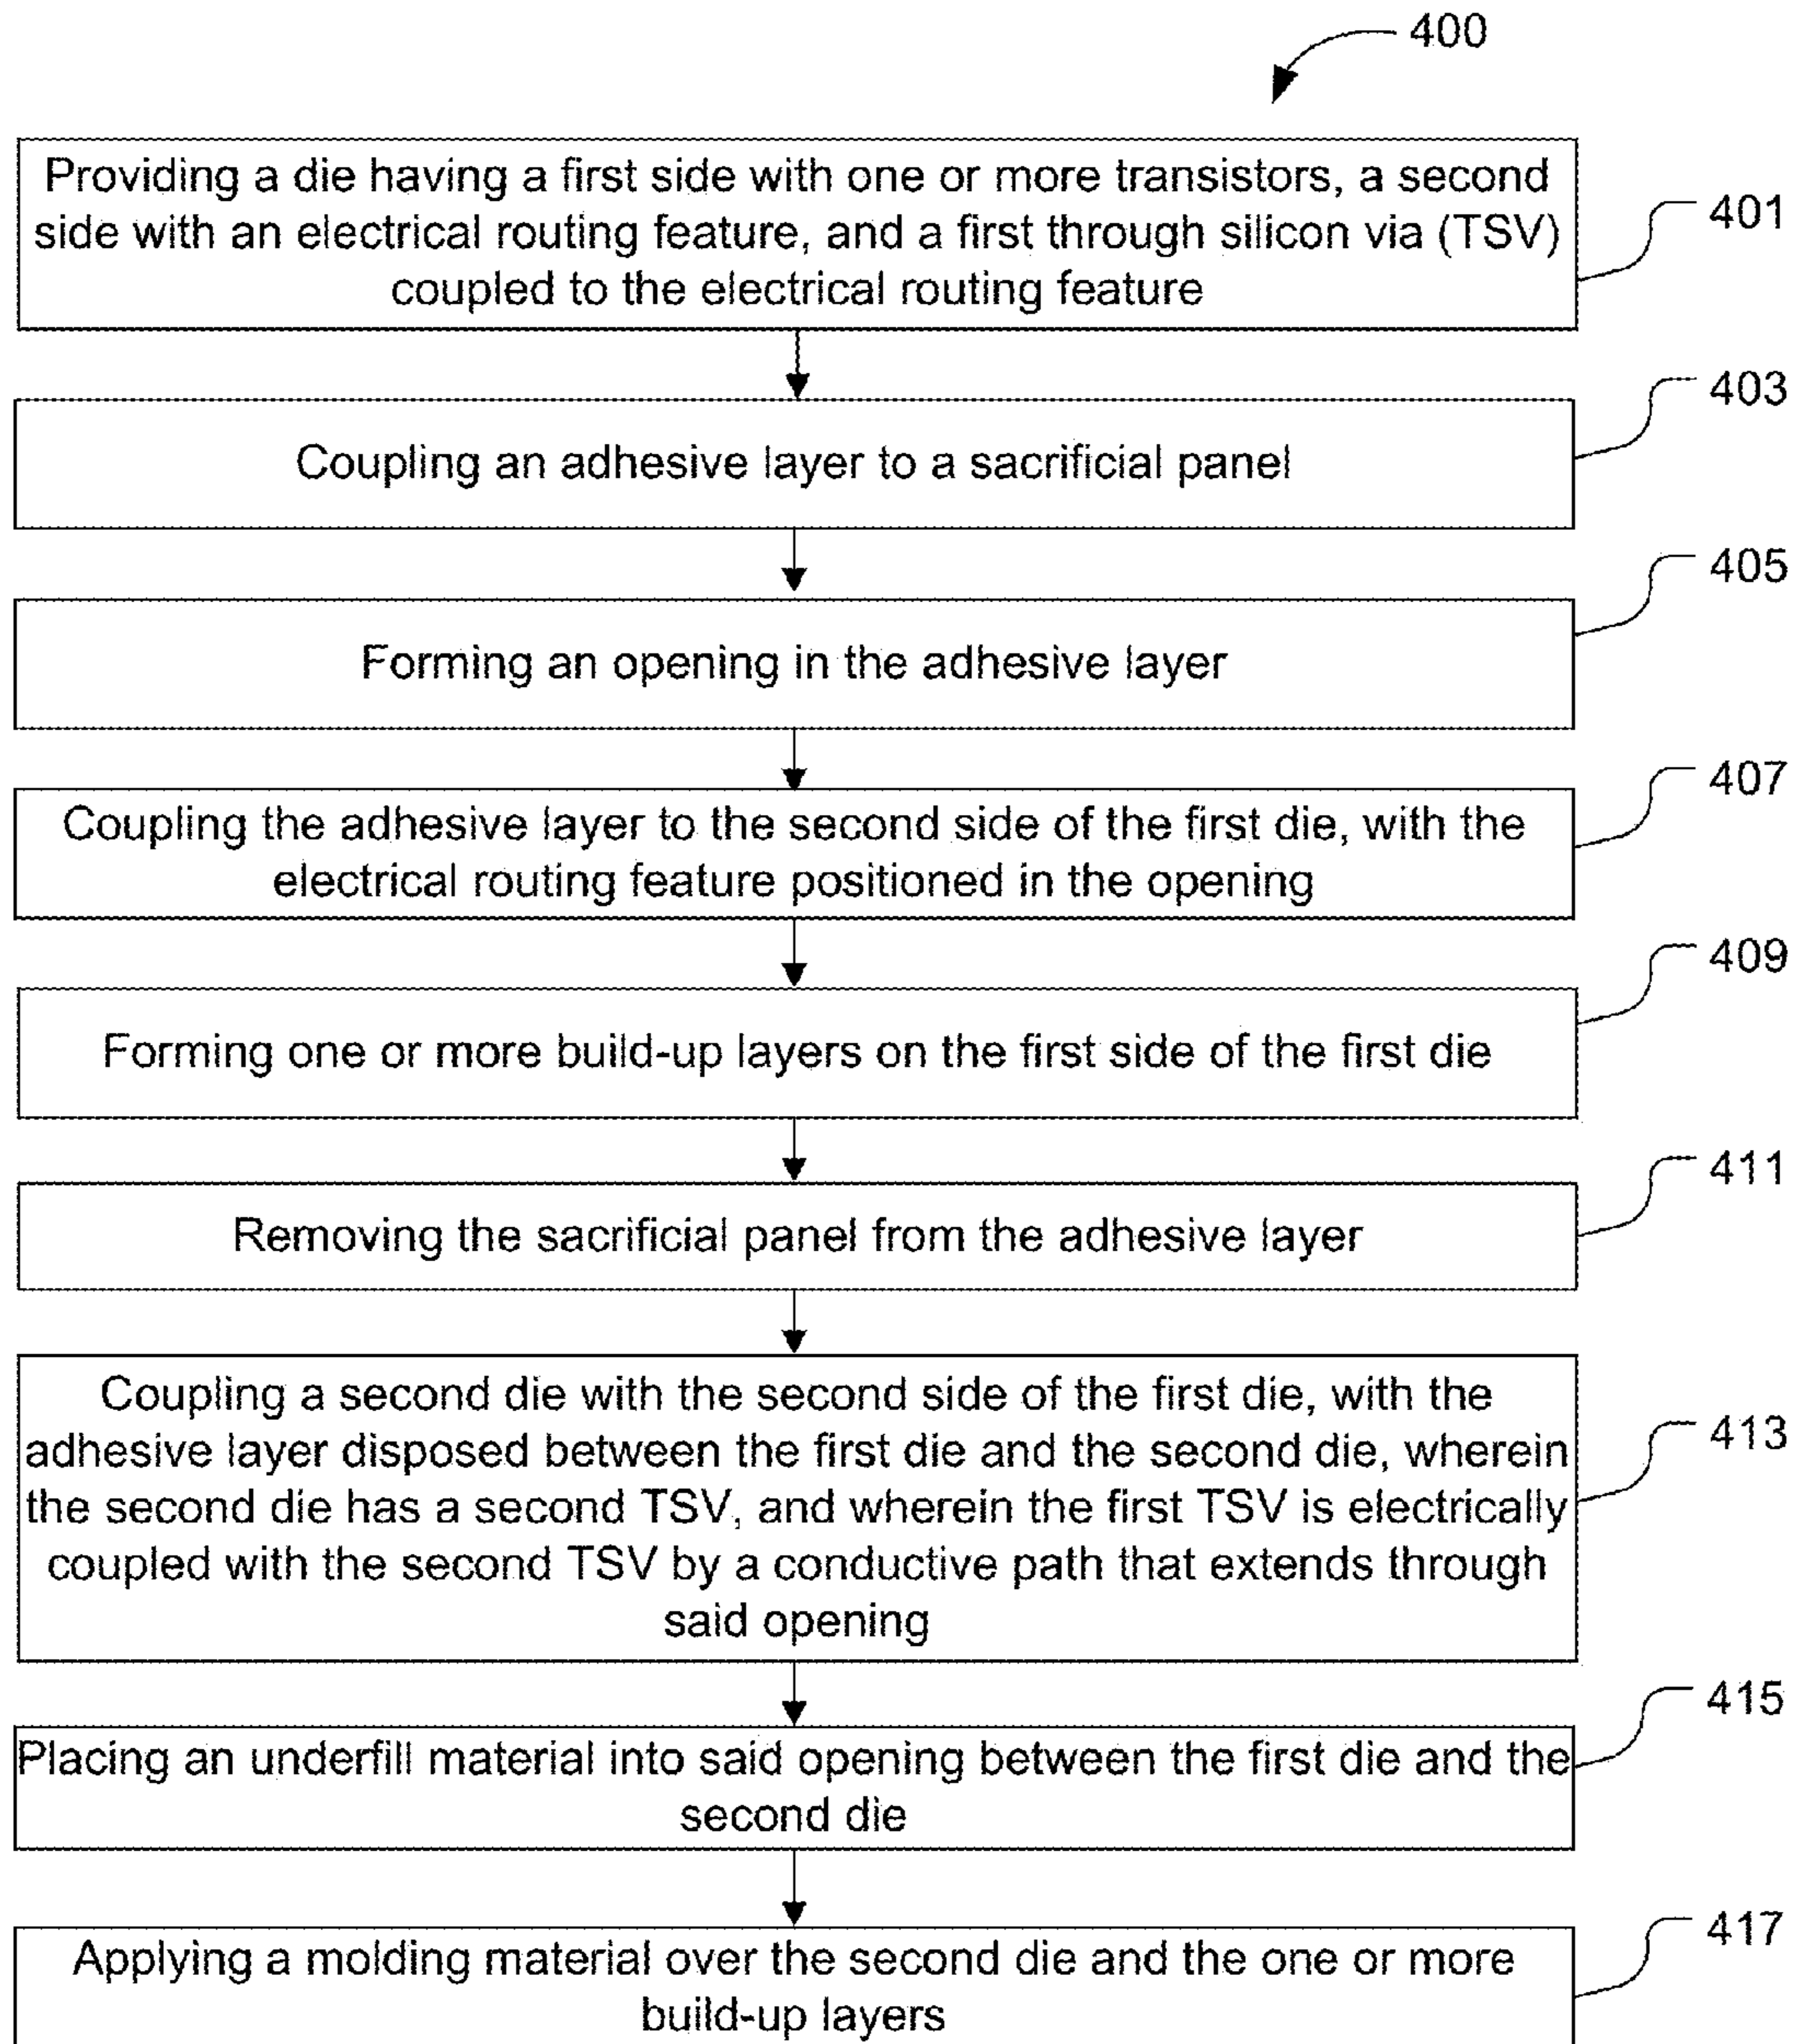 400
Providing a die having a first side with one or more transistors, a second
side with an electrical routing feature, and a first through silicon via (TSV)
coupled to the electrical routing feature
401
Coupling an adhesive layer to a sacrificial panel
403
Forming an opening in the adhesive layer
405
Coupling the adhesive layer to the second side of the first die, with the
electrical routing feature positioned in the opening
407
Forming one or more build-up layers on the first side of the first die
409
Removing the sacrificial panel from the adhesive layer
411
Coupling a second die with the second side of the first die, with the
adhesive layer disposed between the first die and the second die, wherein
the second die has a second TSV, and wherein the first TSV is electrically
coupled with the second TSV by a conductive path that extends through
said opening
413
Placing an underfill material into said opening between the first die and the
second die
415
Applying a molding material over the second die and the one or more
build-up layers
417